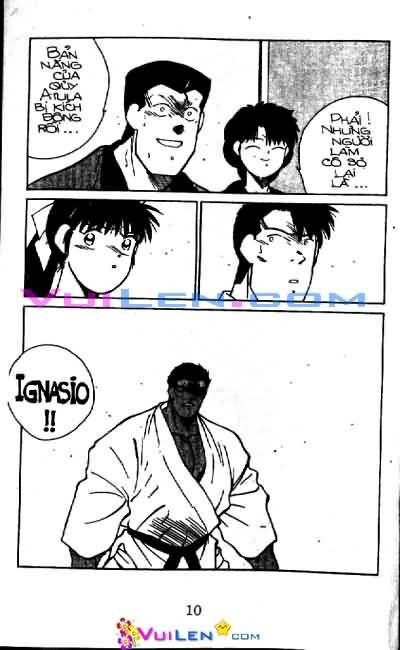 BẢN
NĂNG
CỦA
QUỶ
ATULA
BỊ KÍCH
ĐỘNG
RỒI...
PHẢI!
NHƯNG
NGƯỜI
LÀM
CÔ SỢ
LẠI
LÀ...
VUILEN.COM
IGNASIO
!!
10
VUILEN.COM